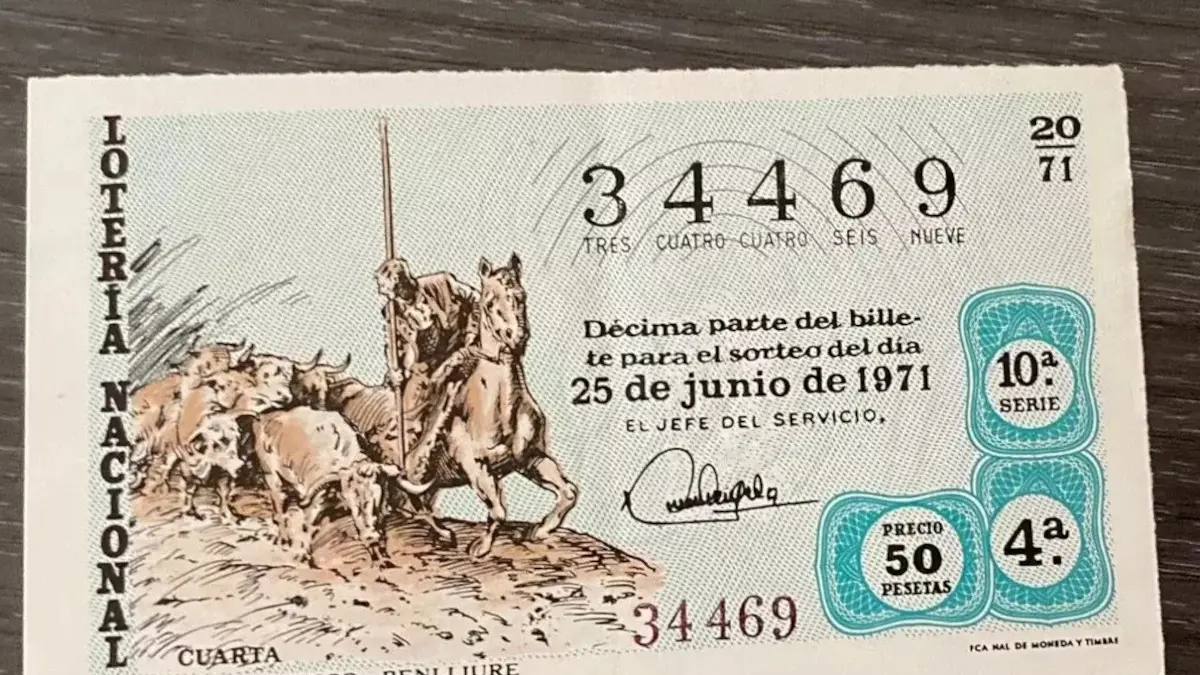 LOTERÍA NACIONAL
20
71
34469
TRES CUATRO CUATRO SEIS NUEVE
Décima parte del bille-
te para el sorteo del día
25 de junio de 1971
EL JEFE DEL SERVICIO,
10ª.
SERIE
PRECIO
50
PESETAS
4ª.
34469
FCA NAL DE MONEDA Y TIMBRE
CUARTA
BENLLIURE